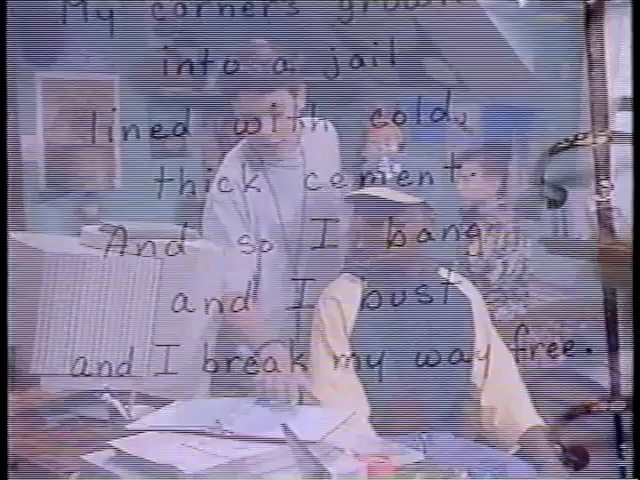 My corner's grown
into a jail
lined with cold,
thick cement
And so I bang
and I bust
and I break my way free.